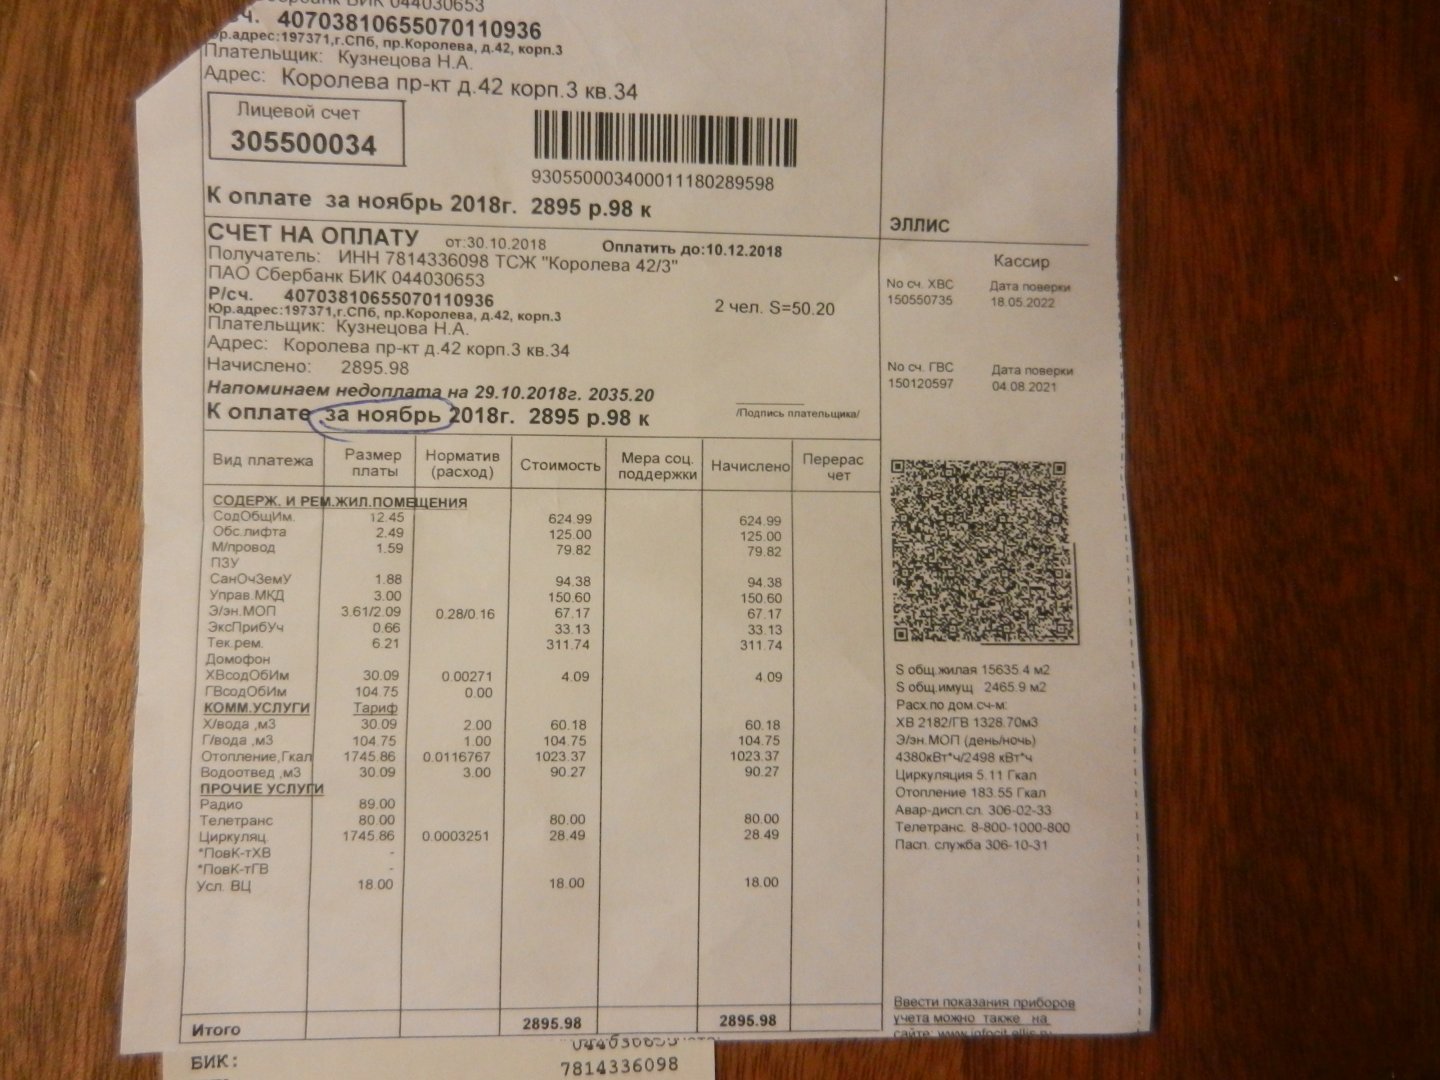 БИК 044030653
40703810655070110936
Юр.адрес:197371,г.СПб, пр.Королева, д.42, корп.3
Плательщик: Кузнецова Н.А.
Адрес: Королева пр-кт д.42 корп.3 кв.34
Лицевой счет
305500034
930550003400011180289598
К оплате за ноябрь 2018г. 2895 р.98 к
ЭЛЛИС
СЧЕТ НА ОПЛАТУ от:30.10.2018 Оплатить до:10.12.2018
Кассир
Получатель: ИНН 7814336098 ТСЖ "Королева 42/3"
ПАО Сбербанк БИК 044030653
Р/сч. 40703810655070110936
Юр.адрес:197371,г.СПб, пр.Королева, д.42, корп.3
2 чел. S=50.20
Плательщик: Кузнецова Н.А.
Адрес: Королева пр-кт д.42 корп.3 кв.34
Начислено: 2895.98
Напоминаем недоплата на 29.10.2018г. 2035.20
К оплате за ноябрь 2018г. 2895 р.98 к
/Подпись плательщика/
No сч. ХВС Дата поверки
150550735 18.05.2022
No сч. ГВС Дата поверки
150120597 04.08.2021
Вид платежа Размер платы Норматив (расход) Стоимость Мера соц. поддержки Начислено Перерас чет
СОДЕРЖ. И РЕМ.ЖИЛ.ПОМЕЩЕНИЯ
СодОбщИм. 12.45 624.99 624.99
Обс.лифта 2.49 125.00 125.00
М/провод 1.59 79.82 79.82
ПЗУ
СанОчЗемУ 1.88 94.38 94.38
Управ.МКД 3.00 150.60 150.60
Э/эн.МОП 3.61/2.09 0.28/0.16 67.17 67.17
ЭксПрибУч 0.66 33.13 33.13
Тек.рем. 6.21 311.74 311.74
Домофон
ХВсодОбИм 30.09 0.00271 4.09 4.09
ГВсодОбИм 104.75 0.00
КОММ.УСЛУГИ Тариф
Х/вода ,м3 30.09 2.00 60.18 60.18
Г/вода ,м3 104.75 1.00 104.75 104.75
Отопление,Гкал 1745.86 0.0116767 1023.37 1023.37
Водоотвед ,м3 30.09 3.00 90.27 90.27
ПРОЧИЕ УСЛУГИ
Радио 89.00
Телетранс 80.00 80.00 80.00
Циркуляц 1745.86 0.0003251 28.49 28.49
*ПовК-тХВ -
*ПовК-тГВ -
Усл. ВЦ 18.00 18.00 18.00
Итого 2895.98 2895.98
S общ.жилая 15635.4 м2
S общ.имущ 2465.9 м2
Расх.по дом.сч-м:
ХВ 2182/ГВ 1328.70м3
Э/эн.МОП (день/ночь)
4380кВт*ч/2498 кВт*ч
Циркуляция 5.11 Гкал
Отопление 183.55 Гкал
Авар-дисп.сл. 306-02-33
Телетранс. 8-800-1000-800
Пасп. служба 306-10-31
Ввести показания приборов
учета можно также на
сайте: www.infocit.ellis.ru
БИК:
7814336098